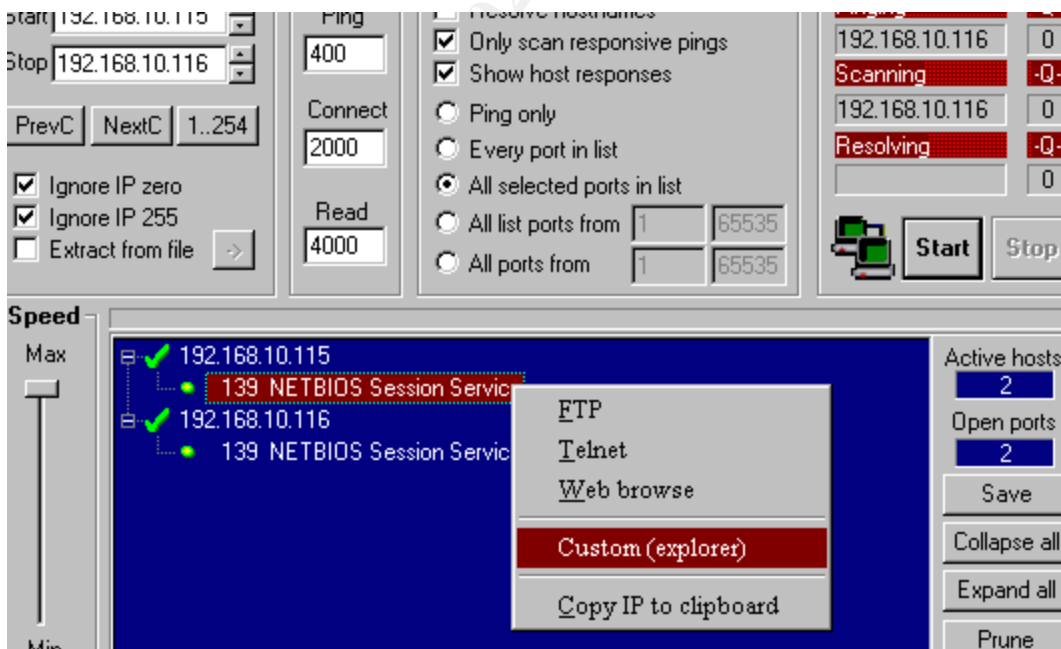 Start 192.168.10.115
Stop 192.168.10.116
PrevC NextC 1..254
Ignore IP zero
Ignore IP 255
Extract from file ->
Ping
400
Connect
2000
Read
4000
Resolve hostnames
Only scan responsive pings
Show host responses
Ping only
Every port in list
All selected ports in list
All list ports from 1 65535
All ports from 1 65535
Pinging -Q-
192.168.10.116 0
Scanning -Q-
192.168.10.116 0
Resolving -Q-
0
Start Stop
Speed
Max
Min
192.168.10.115
139 NETBIOS Session Servic
192.168.10.116
139 NETBIOS Session Servic
FTP
Telnet
Web browse
Custom (explorer)
Copy IP to clipboard
Active hosts
2
Open ports
2
Save
Collapse all
Expand all
Prune